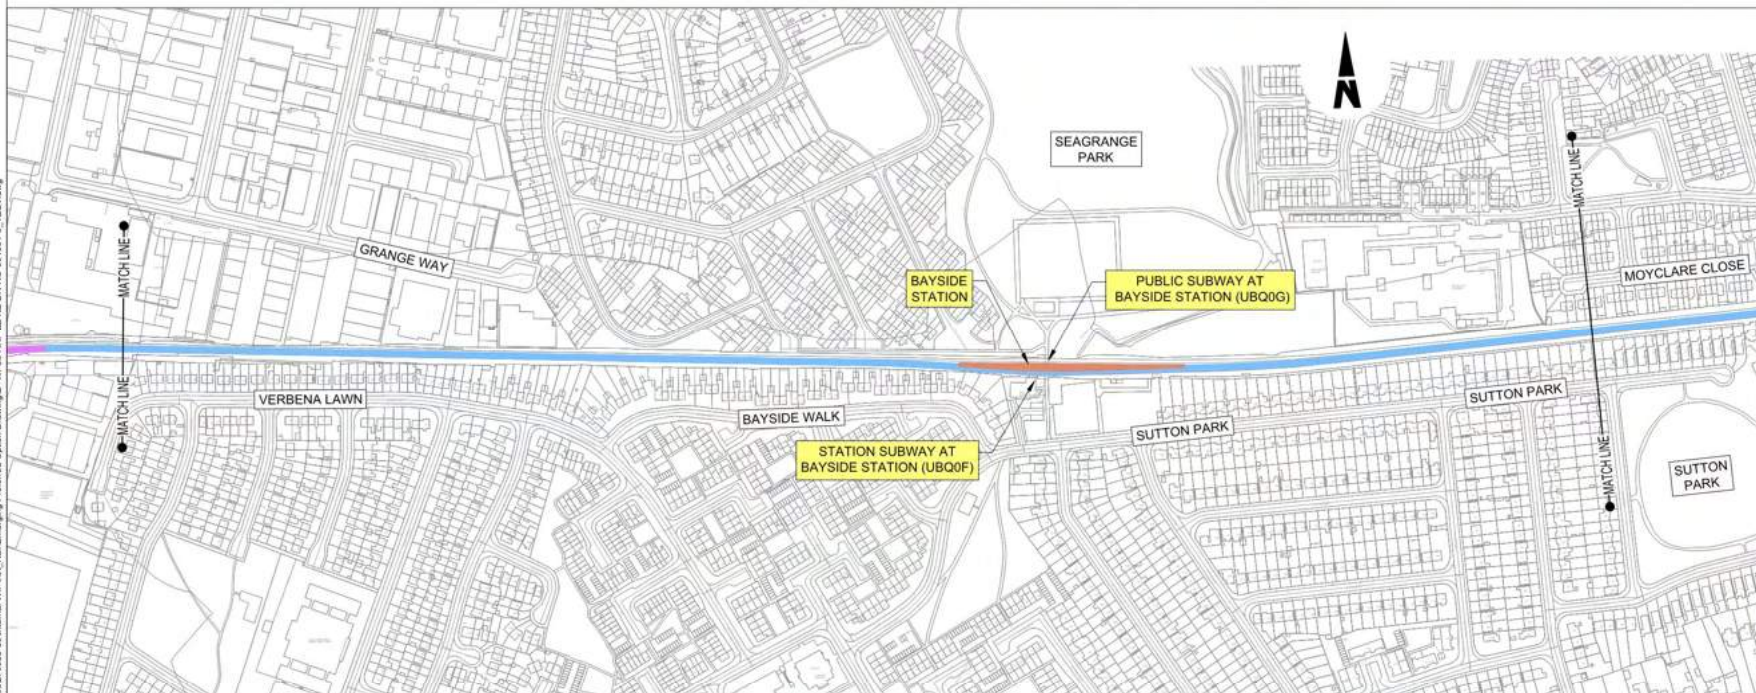 N
SEAGRANGE
PARK
MATCH LINE
MATCH LINE
GRANGE WAY
MOYCLARE CLOSE
BAYSIDE
STATION
PUBLIC SUBWAY AT
BAYSIDE STATION (UBQ0G)
MATCH LINE
VERBENA LAWN
BAYSIDE WALK
SUTTON PARK
SUTTON PARK
STATION SUBWAY AT
BAYSIDE STATION (UBQ0F)
MATCH LINE
SUTTON
PARK